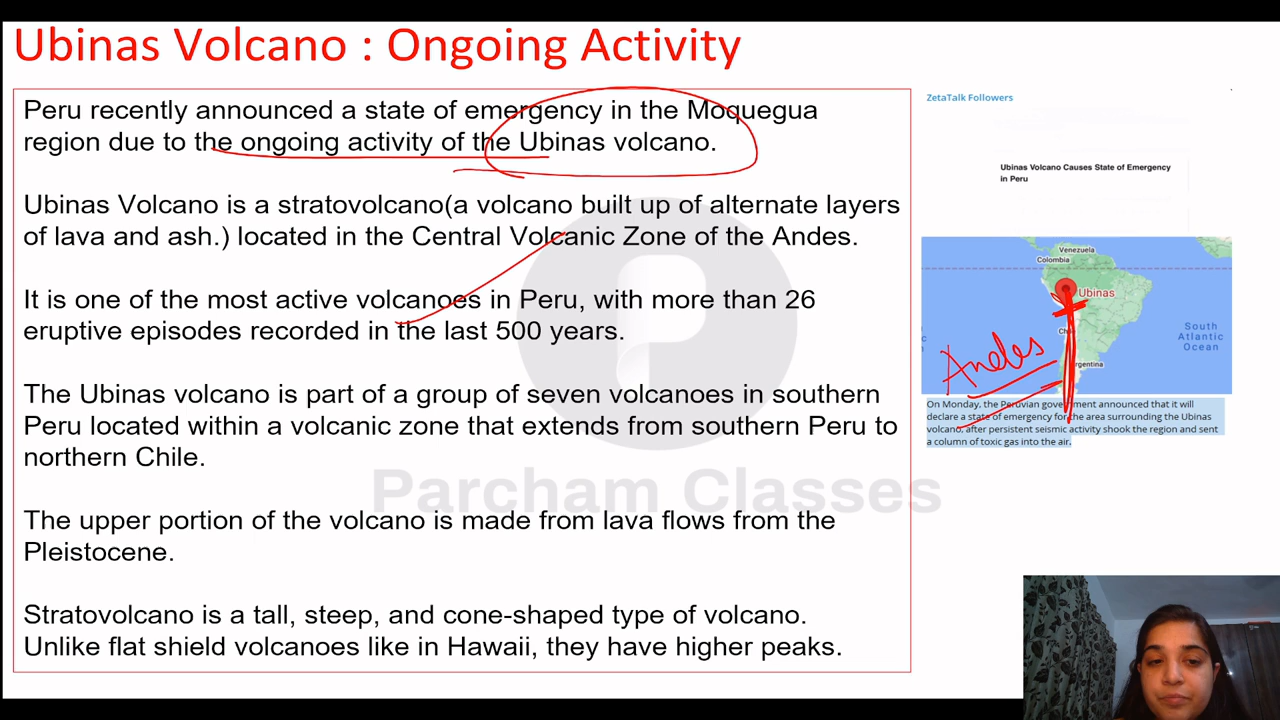 Ubinas Volcano : Ongoing Activity
Peru recently announced a state of emergency in the Moquegua
region due to the ongoing activity of the Ubinas volcano.
Ubinas Volcano is a stratovolcano(a volcano built up of alternate layers
of lava and ash.) located in the Central Volcanic Zone of the Andes.
It is one of the most active volcanoes in Peru, with more than 26
eruptive episodes recorded in the last 500 years.
The Ubinas volcano is part of a group of seven volcanoes in southern
Peru located within a volcanic zone that extends from southern Peru to
northern Chile.
The upper portion of the volcano is made from lava flows from the
Pleistocene.
Stratovolcano is a tall, steep, and cone-shaped type of volcano.
Unlike flat shield volcanoes like in Hawaii, they have higher peaks.
Parcham Classes
ZetaTalk Followers
Ubinas Volcano Causes State of Emergency
in Peru
Venezuela
Colombia
Ubinas
South
Atlantic
Ocean
Andes
On Monday, the Peruvian government announced that it will
declare a state of emergency for the area surrounding the Ubinas
volcano, after persistent seismic activity shook the region and sent
a column of toxic gas into the air.